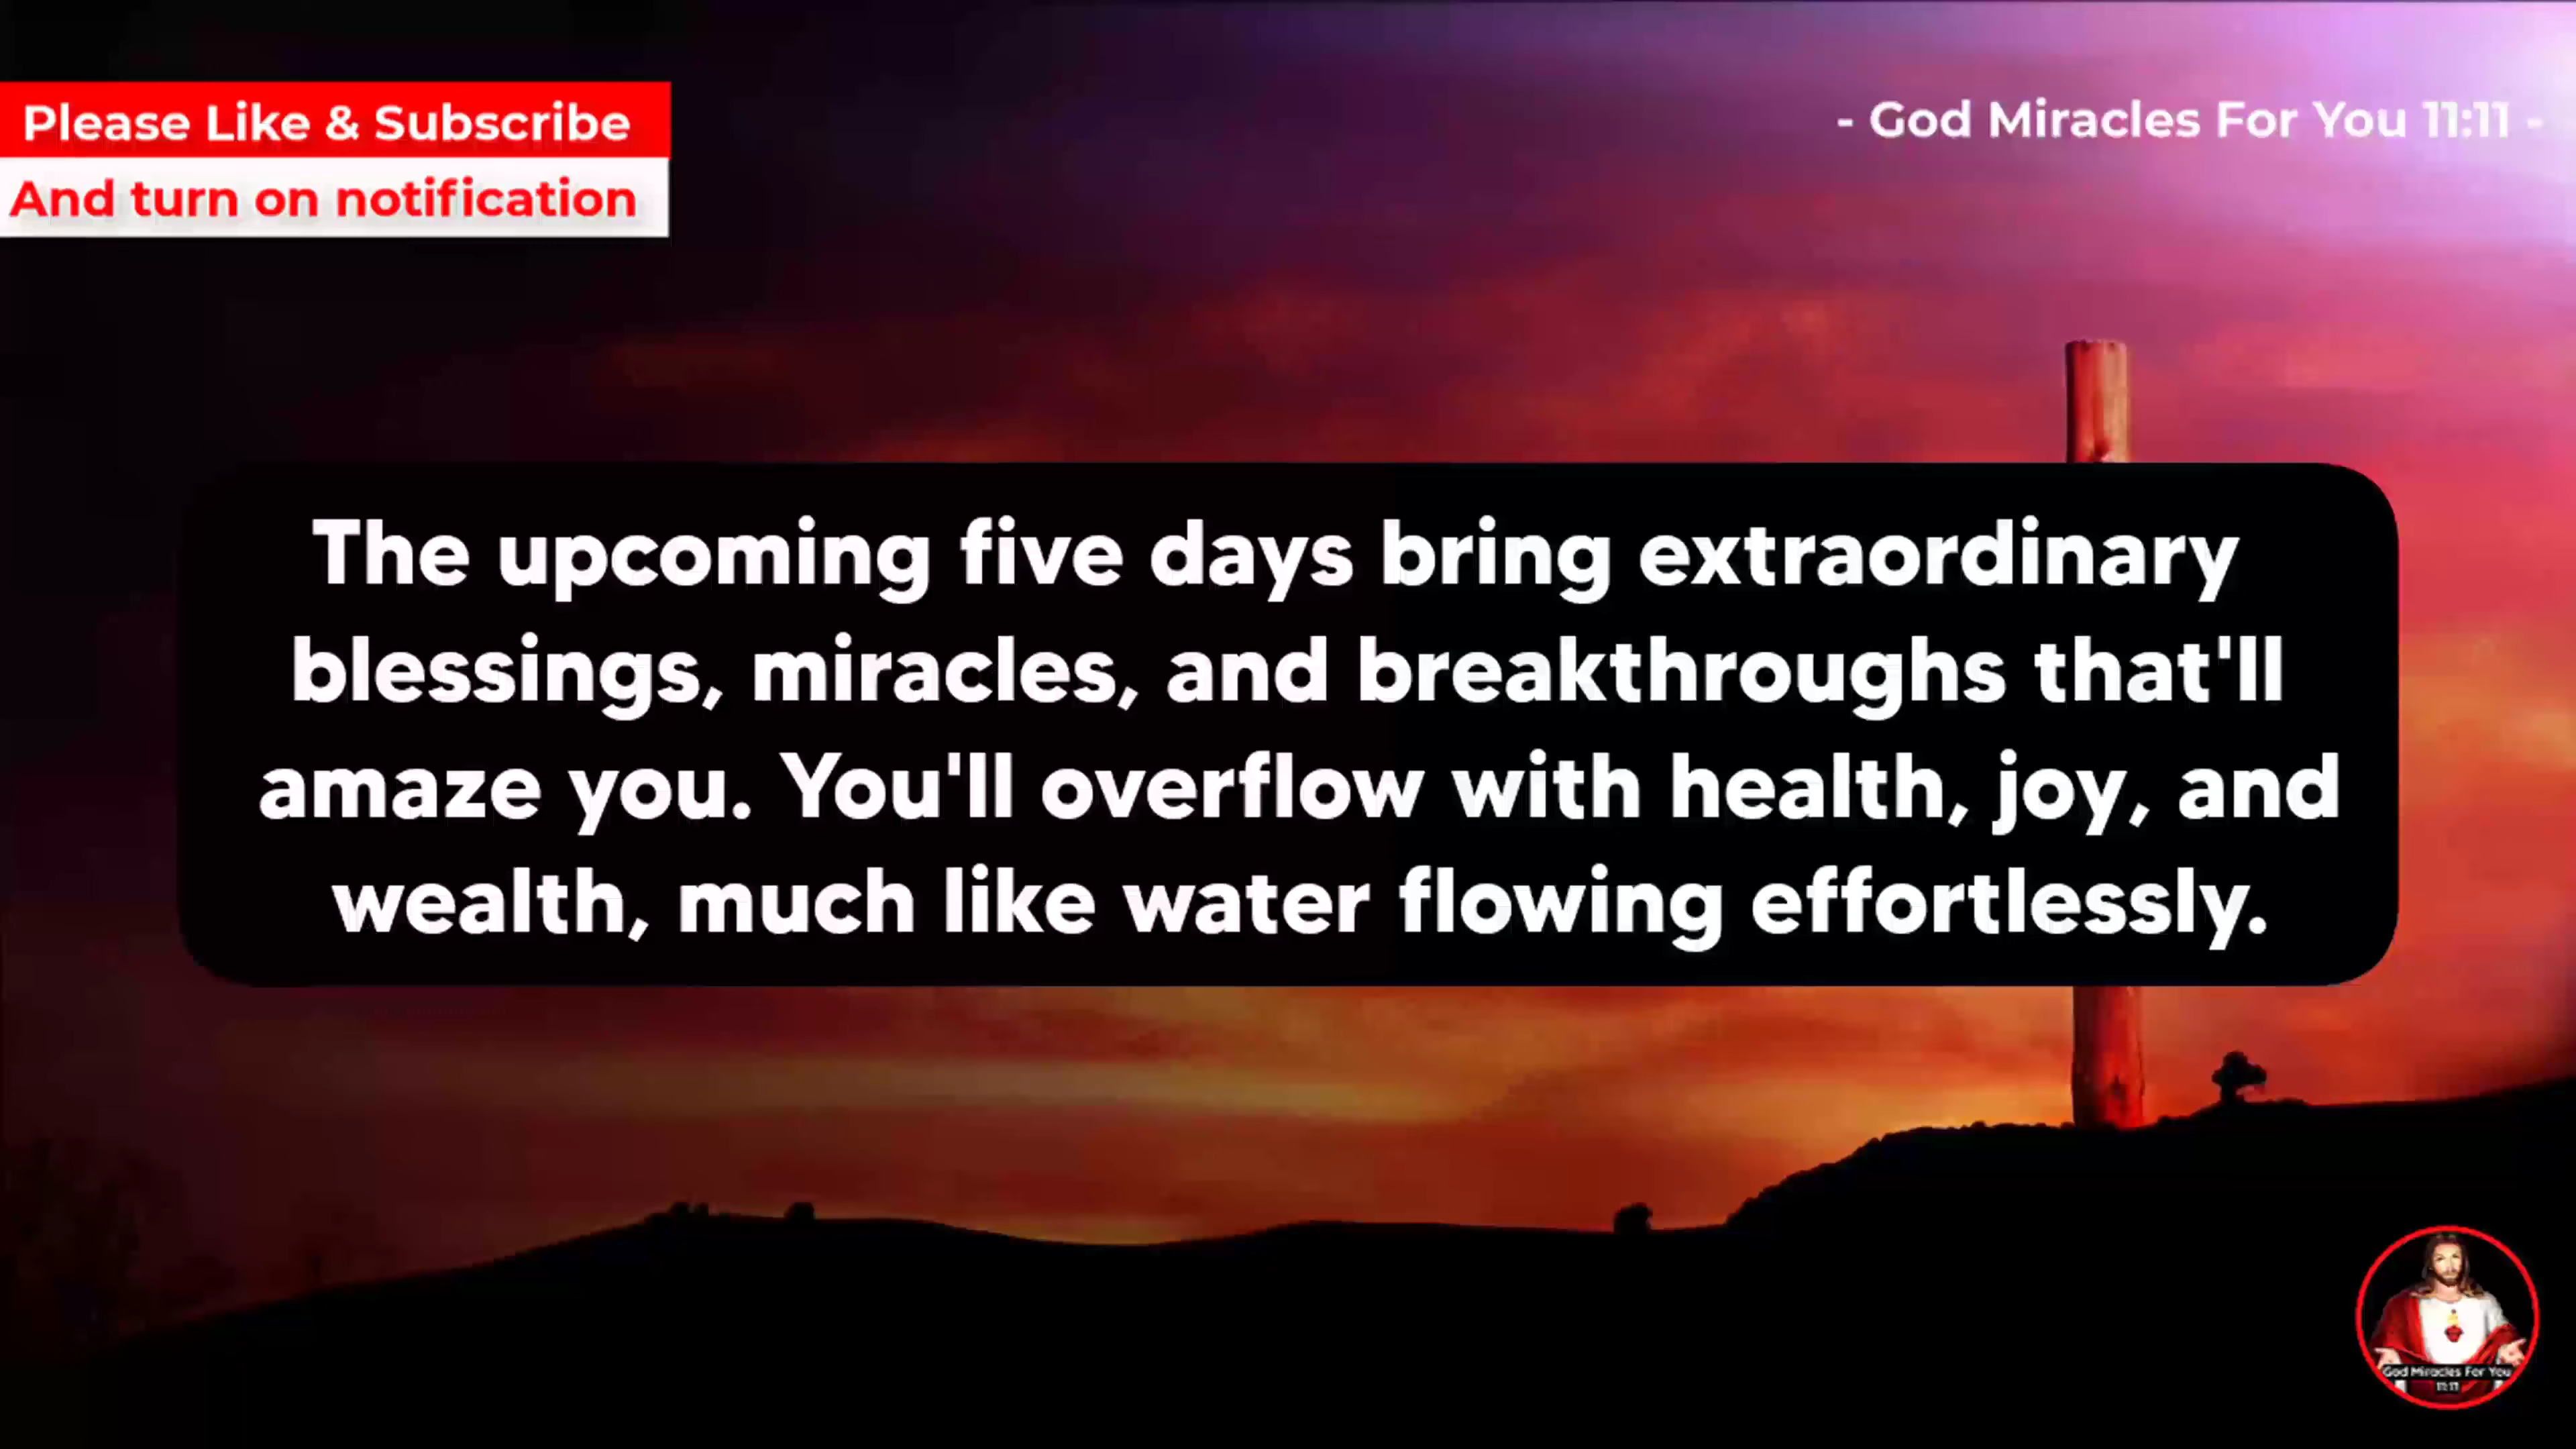 Please Like & Subscribe
And turn on notification
- God Miracles For You 11:11 -
The upcoming five days bring extraordinary
blessings, miracles, and breakthroughs that'll
amaze you. You'll overflow with health, joy, and
wealth, much like water flowing effortlessly.
God Miracles For You
11:11